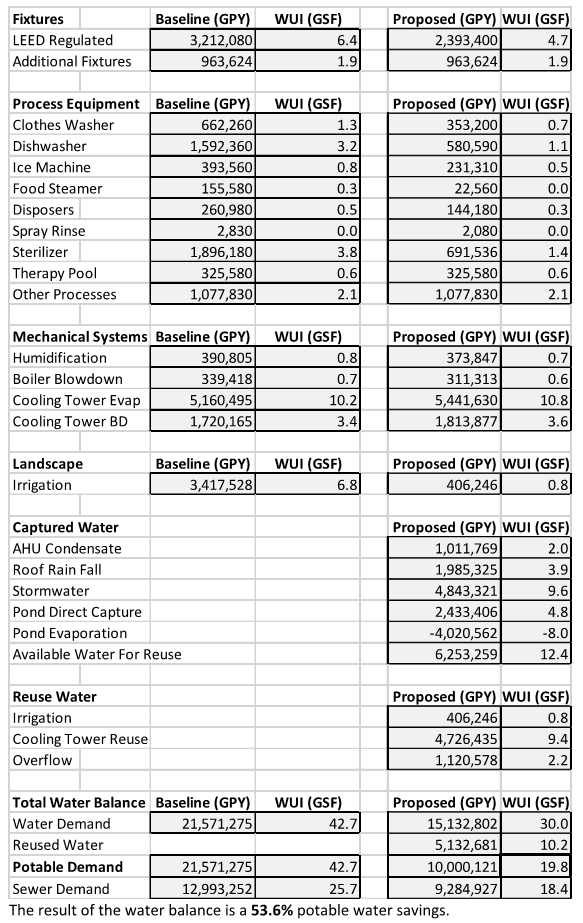 Fixtures Baseline (GPY) WUI (GSF) Proposed (GPY) WUI (GSF)
LEED Regulated 3,212,080 6.4 2,393,400 4.7
Additional Fixtures 963,624 1.9 963,624 1.9
Process Equipment Baseline (GPY) WUI (GSF) Proposed (GPY) WUI (GSF)
Clothes Washer 662,260 1.3 353,200 0.7
Dishwasher 1,592,360 3.2 580,590 1.1
Ice Machine 393,560 0.8 231,310 0.5
Food Steamer 155,580 0.3 22,560 0.0
Disposers 260,980 0.5 144,180 0.3
Spray Rinse 2,830 0.0 2,080 0.0
Sterilizer 1,896,180 3.8 691,536 1.4
Therapy Pool 325,580 0.6 325,580 0.6
Other Processes 1,077,830 2.1 1,077,830 2.1
Mechanical Systems Baseline (GPY) WUI (GSF) Proposed (GPY) WUI (GSF)
Humidification 390,805 0.8 373,847 0.7
Boiler Blowdown 339,418 0.7 311,313 0.6
Cooling Tower Evap 5,160,495 10.2 5,441,630 10.8
Cooling Tower BD 1,720,165 3.4 1,813,877 3.6
Landscape Baseline (GPY) WUI (GSF) Proposed (GPY) WUI (GSF)
Irrigation 3,417,528 6.8 406,246 0.8
Captured Water Proposed (GPY) WUI (GSF)
AHU Condensate 1,011,769 2.0
Roof Rain Fall 1,985,325 3.9
Stormwater 4,843,321 9.6
Pond Direct Capture 2,433,406 4.8
Pond Evaporation -4,020,562 -8.0
Available Water For Reuse 6,253,259 12.4
Reuse Water Proposed (GPY) WUI (GSF)
Irrigation 406,246 0.8
Cooling Tower Reuse 4,726,435 9.4
Overflow 1,120,578 2.2
Total Water Balance Baseline (GPY) WUI (GSF) Proposed (GPY) WUI (GSF)
Water Demand 21,571,275 42.7 15,132,802 30.0
Reused Water 5,132,681 10.2
Potable Demand 21,571,275 42.7 10,000,121 19.8
Sewer Demand 12,993,252 25.7 9,284,927 18.4
The result of the water balance is a 53.6% potable water savings.